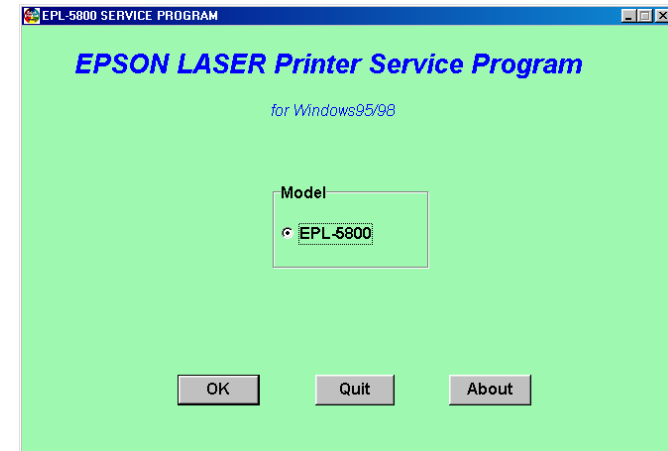 EPL-5800 SERVICE PROGRAM
EPSON LASER Printer Service Program
for Windows95/98
Model
EPL-5800
OK Quit About